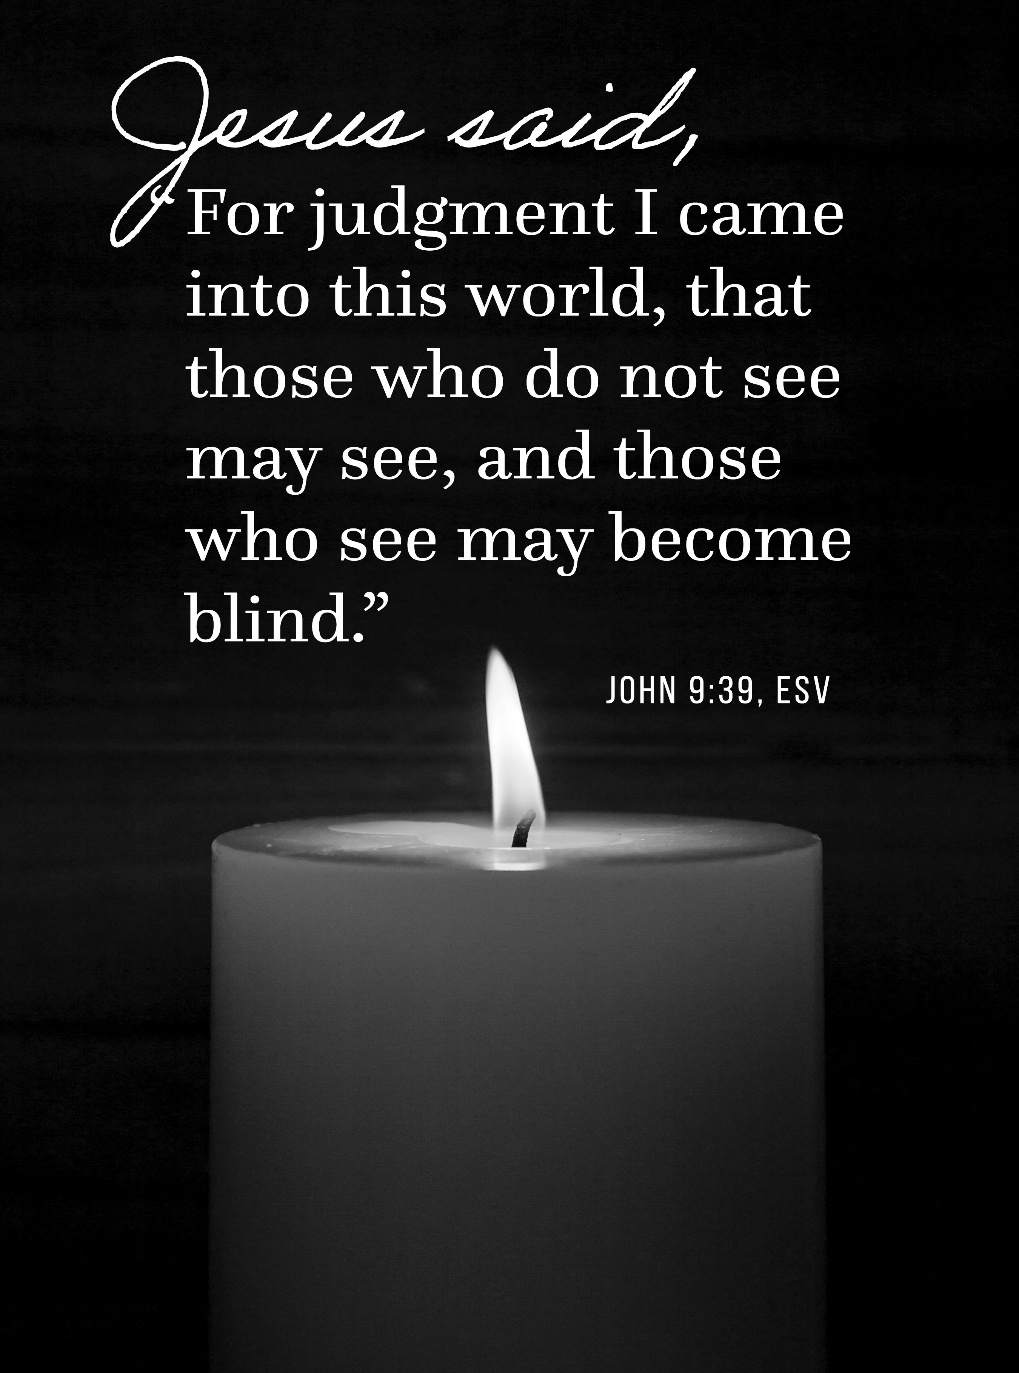 Jesus said,
“For judgment I came
into this world, that
those who do not see
may see, and those
who see may become
blind.”
JOHN 9:39, ESV